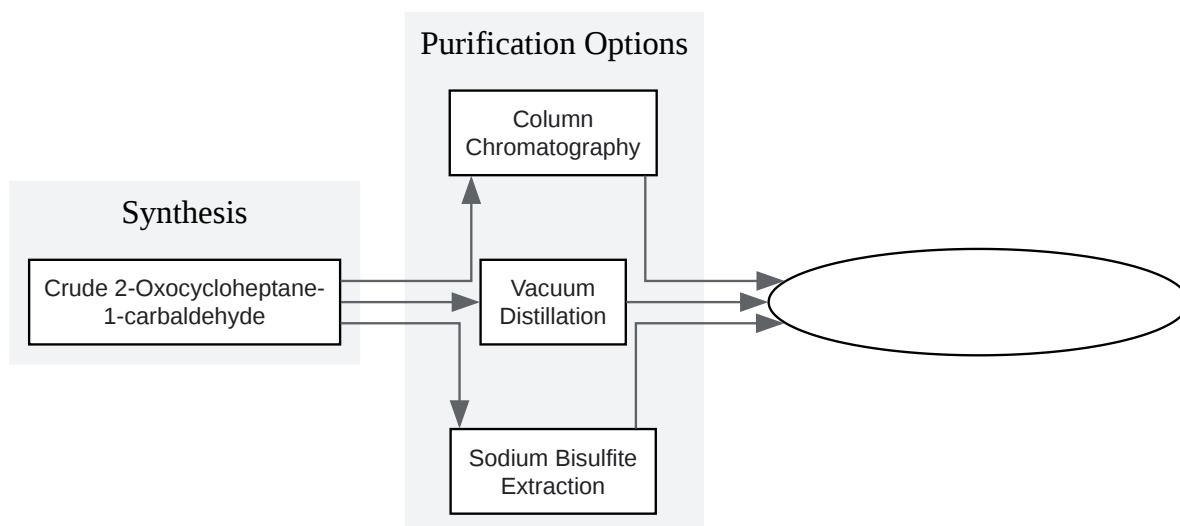 Purification Options
Column
Chromatography
Synthesis
Crude 2-Oxocycloheptane-
1-carbaldehyde
Vacuum
Distillation
Sodium Bisulfite
Extraction